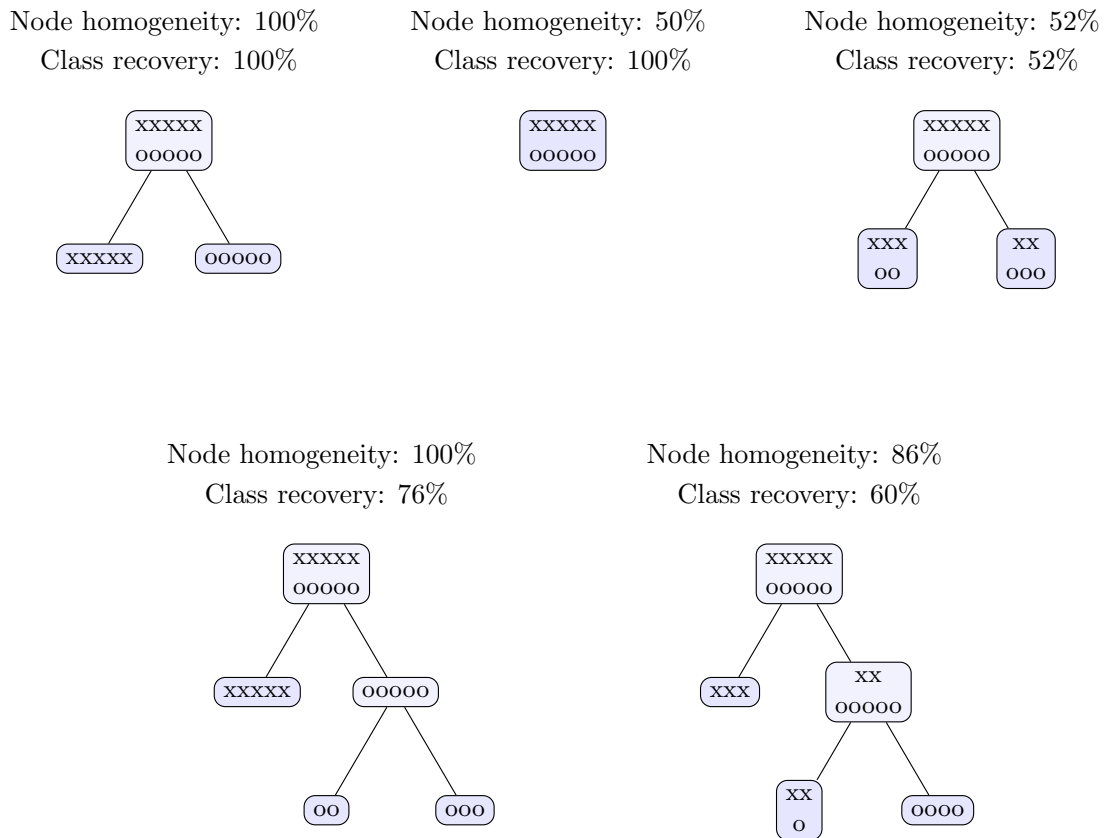 Node homogeneity: 100%
Class recovery: 100%
xxxxx
ooooo
xxxxx
ooooo
Node homogeneity: 50%
Class recovery: 100%
xxxxx
ooooo
Node homogeneity: 52%
Class recovery: 52%
xxxxx
ooooo
xxx
oo
xx
ooo
Node homogeneity: 100%
Class recovery: 76%
xxxxx
ooooo
xxxxx
ooooo
oo
ooo
Node homogeneity: 86%
Class recovery: 60%
xxxxx
ooooo
xxx
xx
ooooo
xx
o
oooo